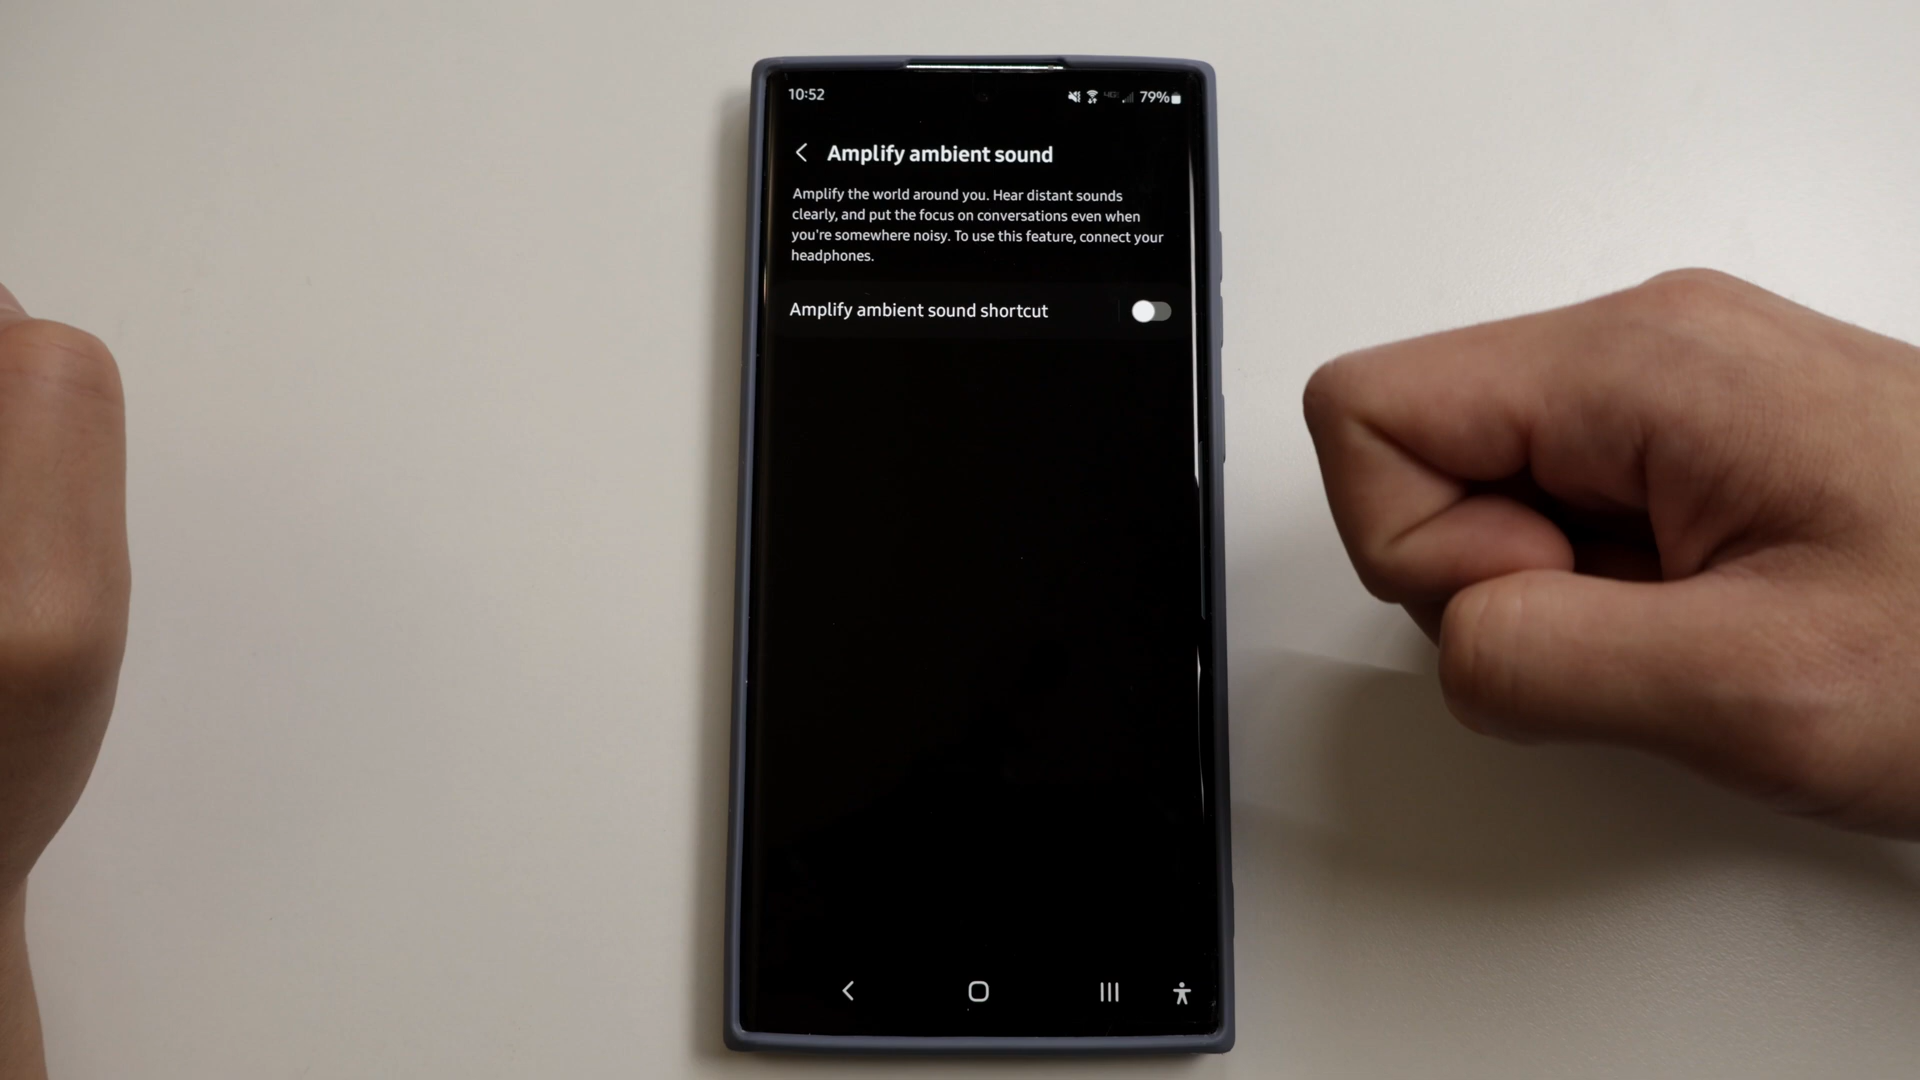 10:52
79%
Amplify ambient sound
Amplify the world around you. Hear distant sounds
clearly, and put the focus on conversations even when
you're somewhere noisy. To use this feature, connect your
headphones.
Amplify ambient sound shortcut